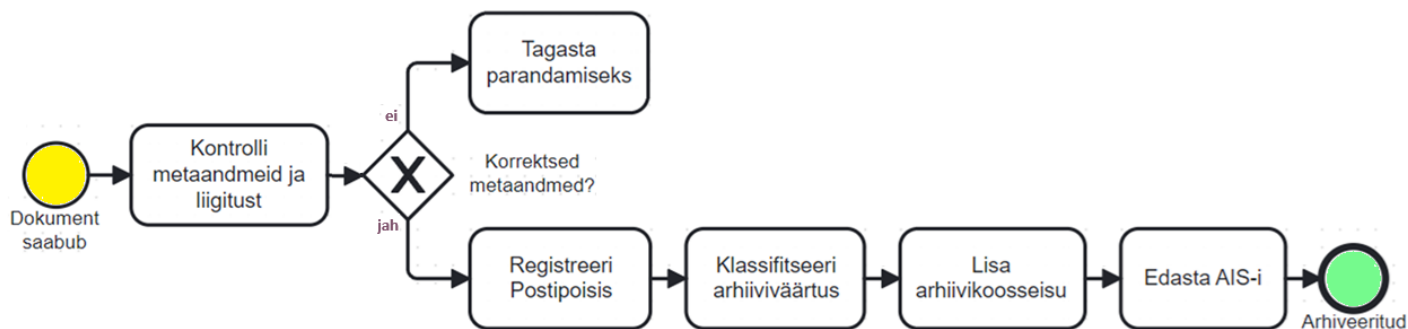 Tagasta
parandamiseks
ei
Kontrolli
metaandmeid ja
liigitust
X
Korrektsed
metaandmed?
Dokument
saabub
jah
Registreeri
Postipoisis
Klassifitseeri
arhiiviväärtus
Lisa
arhiivikoosseisu
Edasta AIS-i
Arhiveeritud